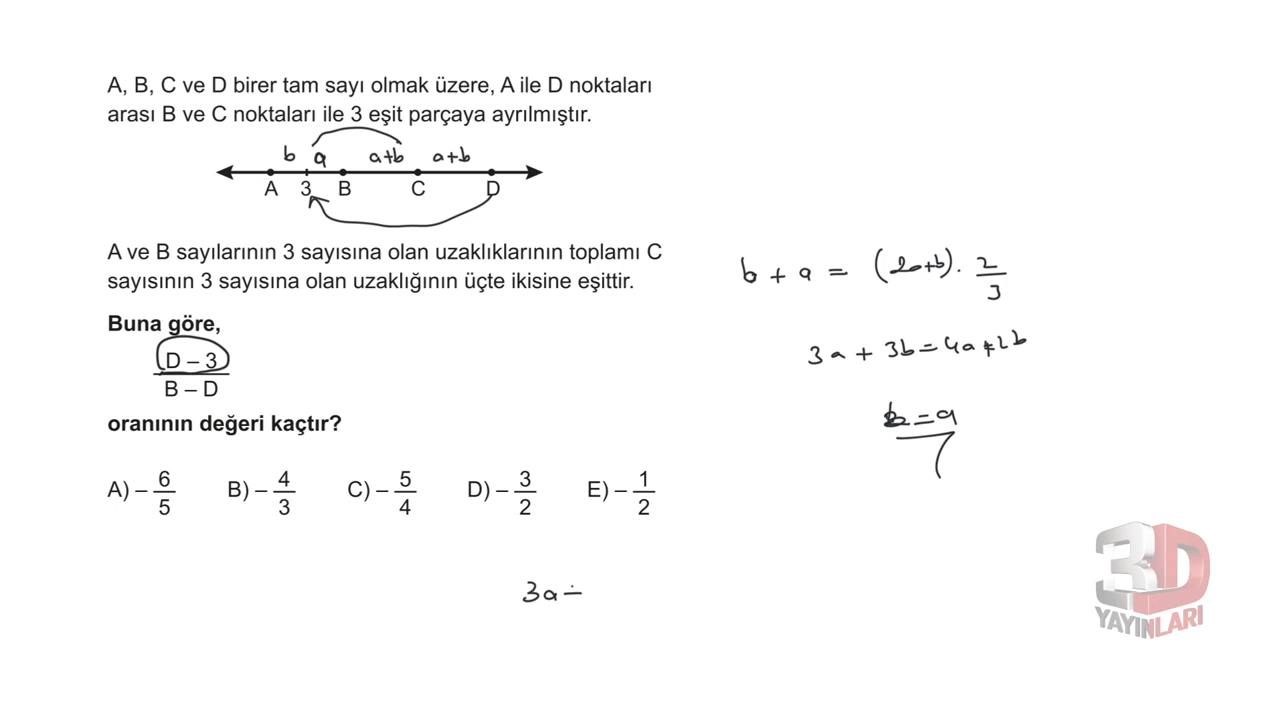 A, B, C ve D birer tam sayı olmak üzere, A ile D noktaları
arası B ve C noktaları ile 3 eşit parçaya ayrılmıştır.
b a a+b a+b
A 3 B C D
A ve B sayılarının 3 sayısına olan uzaklıklarının toplamı C
sayısının 3 sayısına olan uzaklığının üçte ikisine eşittir.
b + a = (2a+b) . 2/3
3a + 3b = 4a + 2b
b = a
Buna göre,
D – 3
B – D
oranının değeri kaçtır?
A) – 6/5 B) – 4/3 C) – 5/4 D) – 3/2 E) – 1/2
3a ÷
3D
YAYINLARI